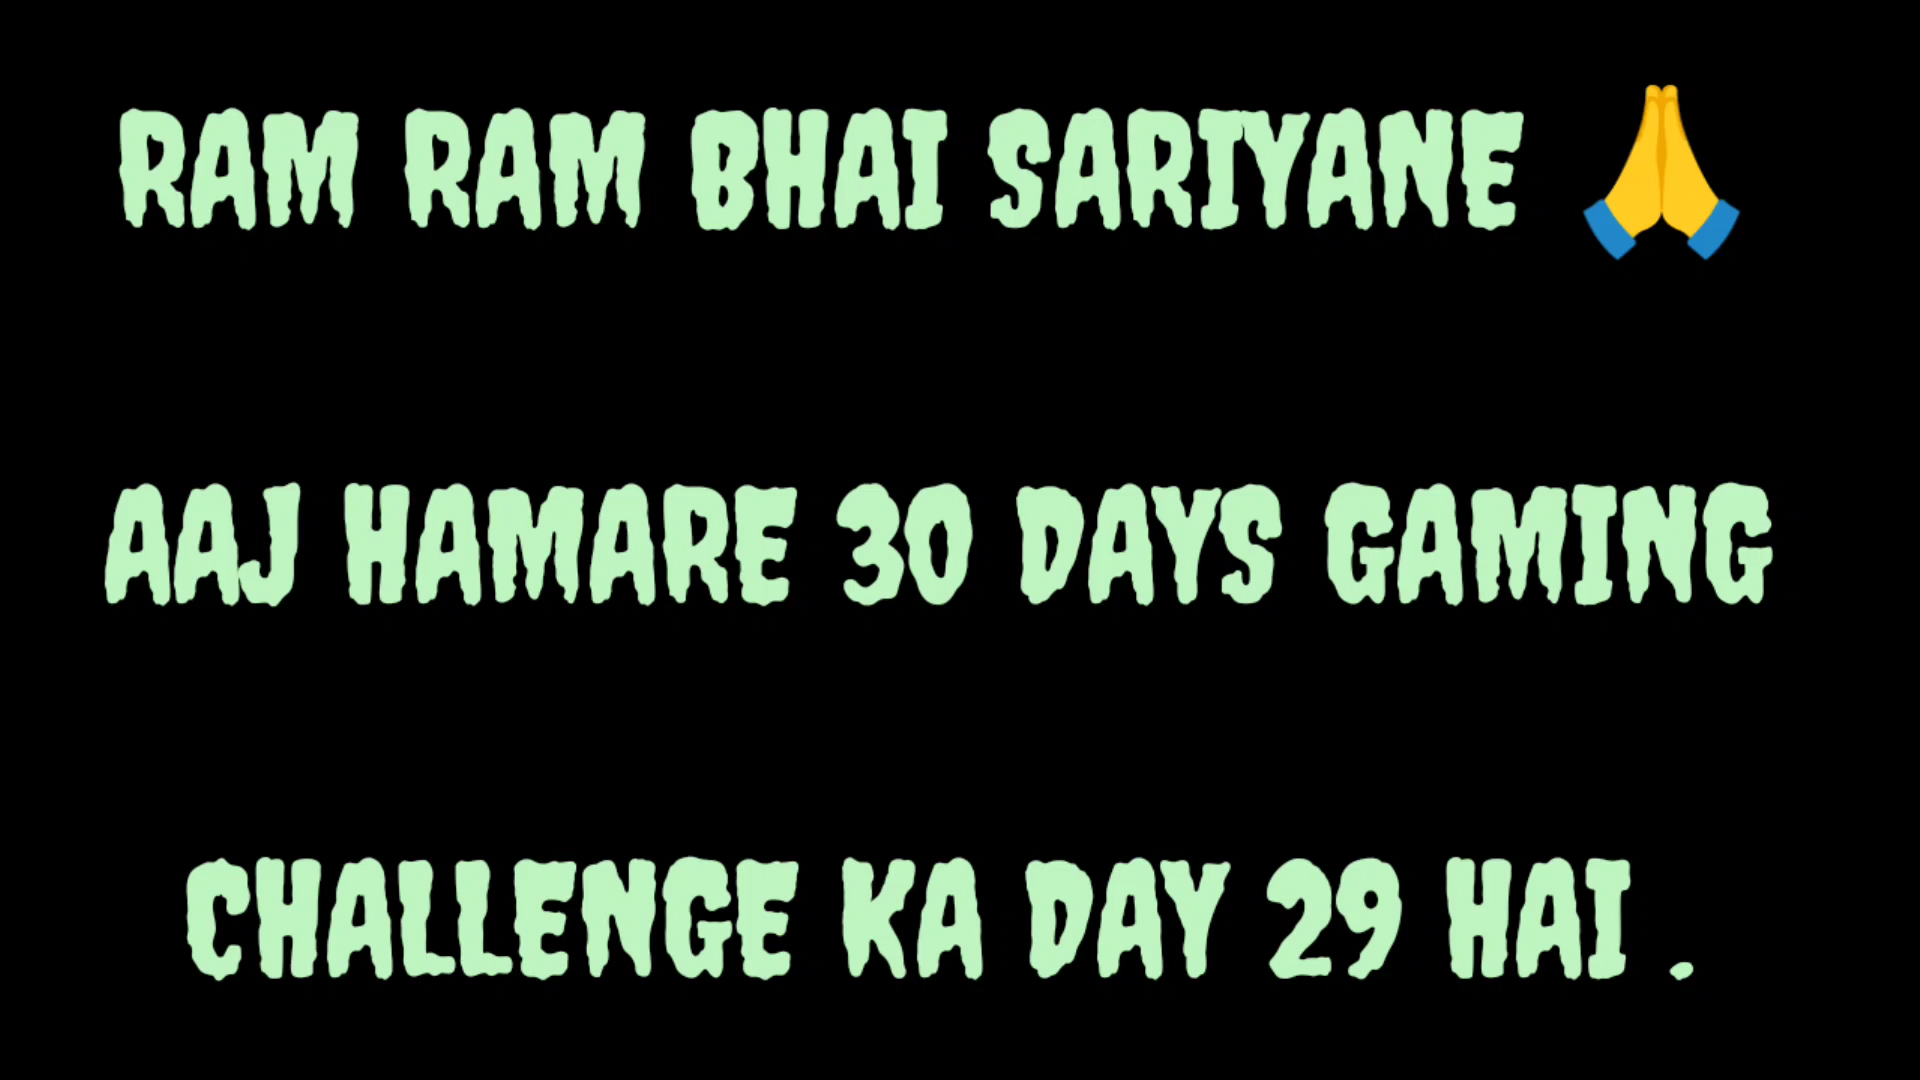 RAM RAM BHAI SARIYANE 🙏
AAJ HAMARE 30 DAYS GAMING
CHALLENGE KA DAY 29 HAI .